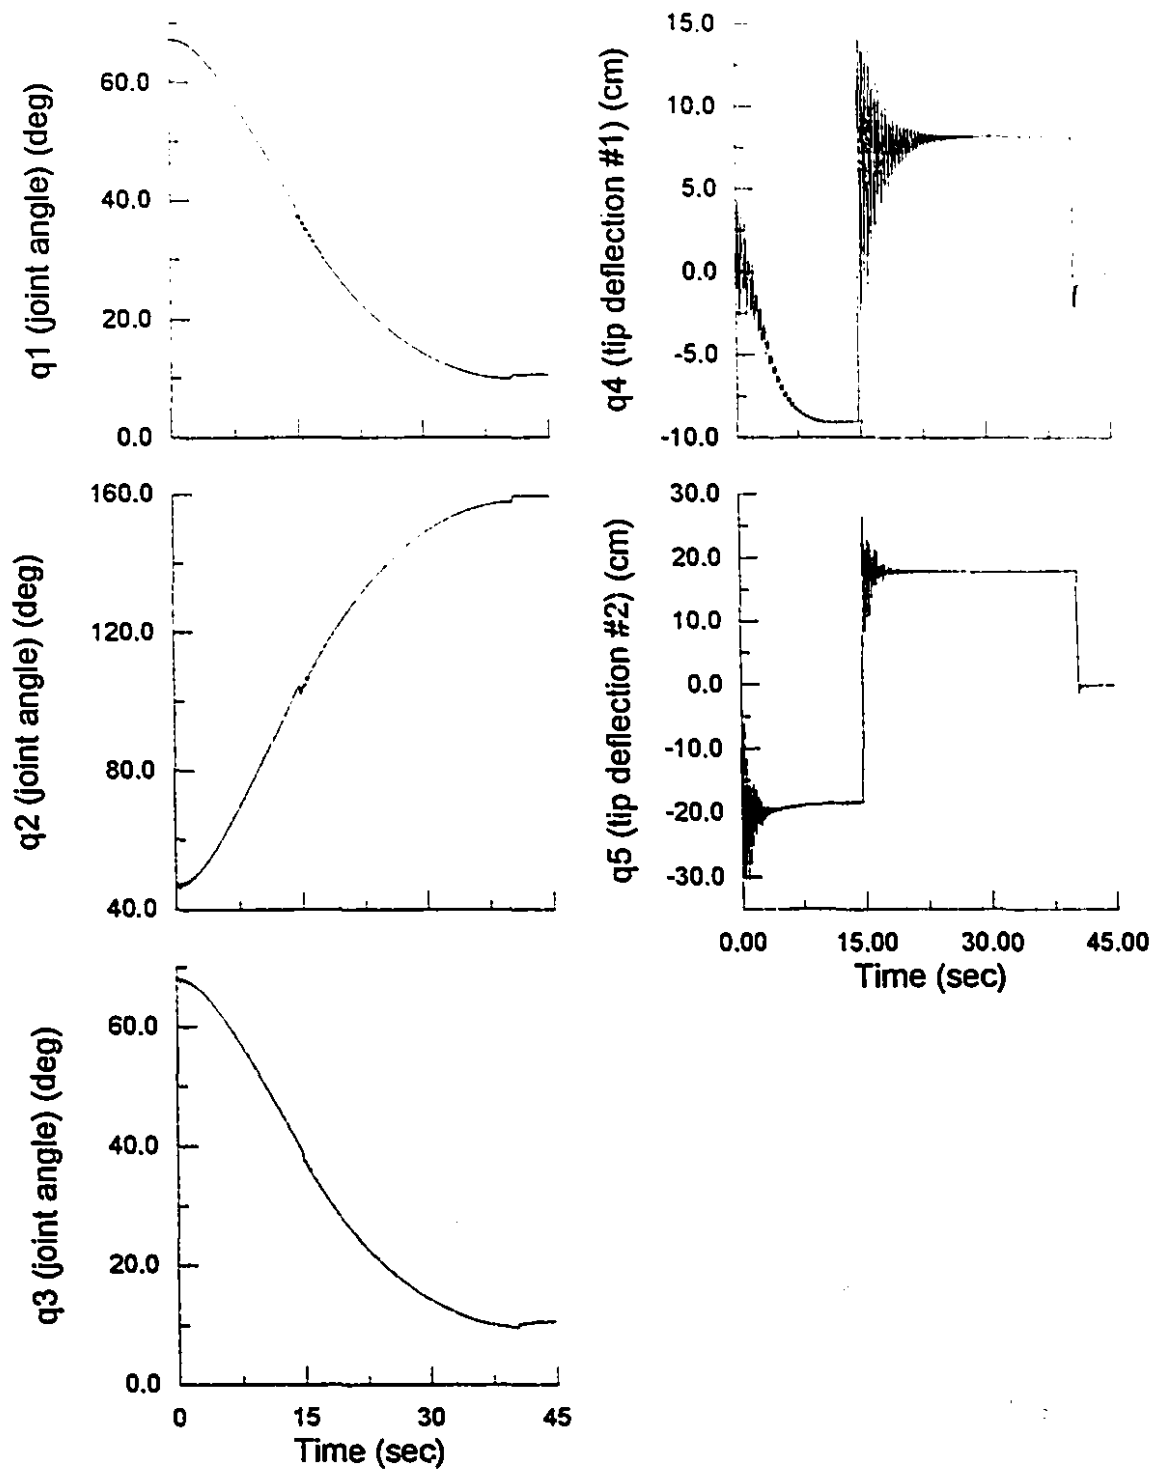 q1 (joint angle) (deg)
60.0
40.0
20.0
0.0
q4 (tip deflection #1) (cm)
15.0
10.0
5.0
0.0
-5.0
-10.0
q2 (joint angle) (deg)
160.0
120.0
80.0
40.0
q5 (tip deflection #2) (cm)
30.0
20.0
10.0
0.0
-10.0
-20.0
-30.0
0.00 15.00 30.00 45.00
Time (sec)
q3 (joint angle) (deg)
60.0
40.0
20.0
0.0
0 15 30 45
Time (sec)